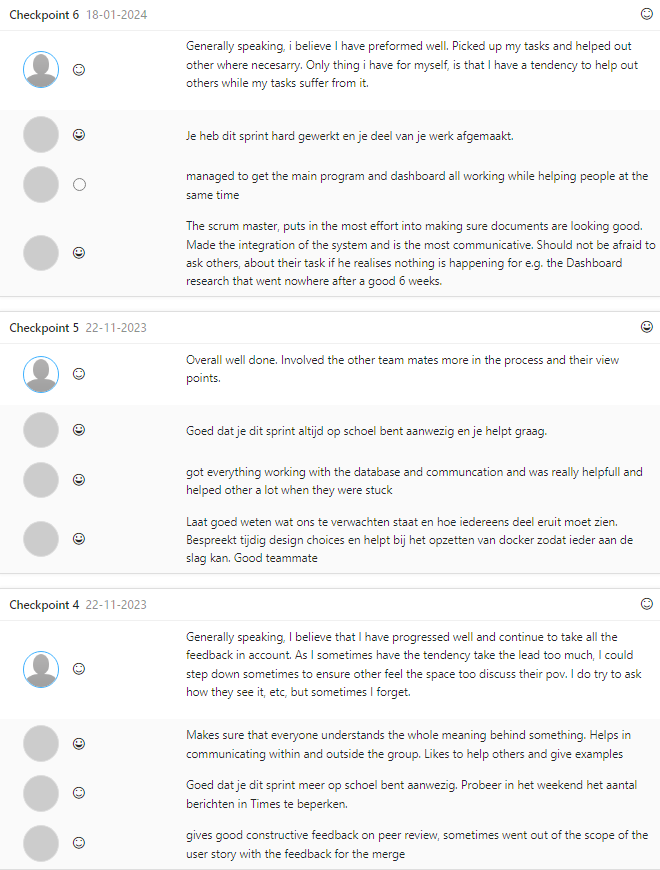 Checkpoint 6 18-01-2024
Generally speaking, i believe I have preformed well. Picked up my tasks and helped out
other where necesarry. Only thing i have for myself, is that I have a tendency to help out
others while my tasks suffer from it.
Je heb dit sprint hard gewerkt en je deel van je werk afgemaakt.
managed to get the main program and dashboard all working while helping people at the
same time
The scrum master, puts in the most effort into making sure documents are looking good.
Made the integration of the system and is the most communicative. Should not be afraid to
ask others, about their task if he realises nothing is happening for e.g. the Dashboard
research that went nowhere after a good 6 weeks.
Checkpoint 5 22-11-2023
Overall well done. Involved the other team mates more in the process and their view
points.
Goed dat je dit sprint altijd op schoel bent aanwezig en je helpt graag.
got everything working with the database and communcation and was really helpfull and
helped other a lot when they were stuck
Laat goed weten wat ons te verwachten staat en hoe iedereens deel eruit moet zien.
Bespreekt tijdig design choices en helpt bij het opzetten van docker zodat ieder aan de
slag kan. Good teammate
Checkpoint 4 22-11-2023
Generally speaking, I believe that I have progressed well and continue to take all the
feedback in account. As I sometimes have the tendency take the lead too much, I could
step down sometimes to ensure other feel the space too discuss their pov. I do try to ask
how they see it, etc, but sometimes I forget.
Makes sure that everyone understands the whole meaning behind something. Helps in
communicating within and outside the group. Likes to help others and give examples
Goed dat je dit sprint meer op schoel bent aanwezig. Probeer in het weekend het aantal
berichten in Times te beperken.
gives good constructive feedback on peer review, sometimes went out of the scope of the
user story with the feedback for the merge